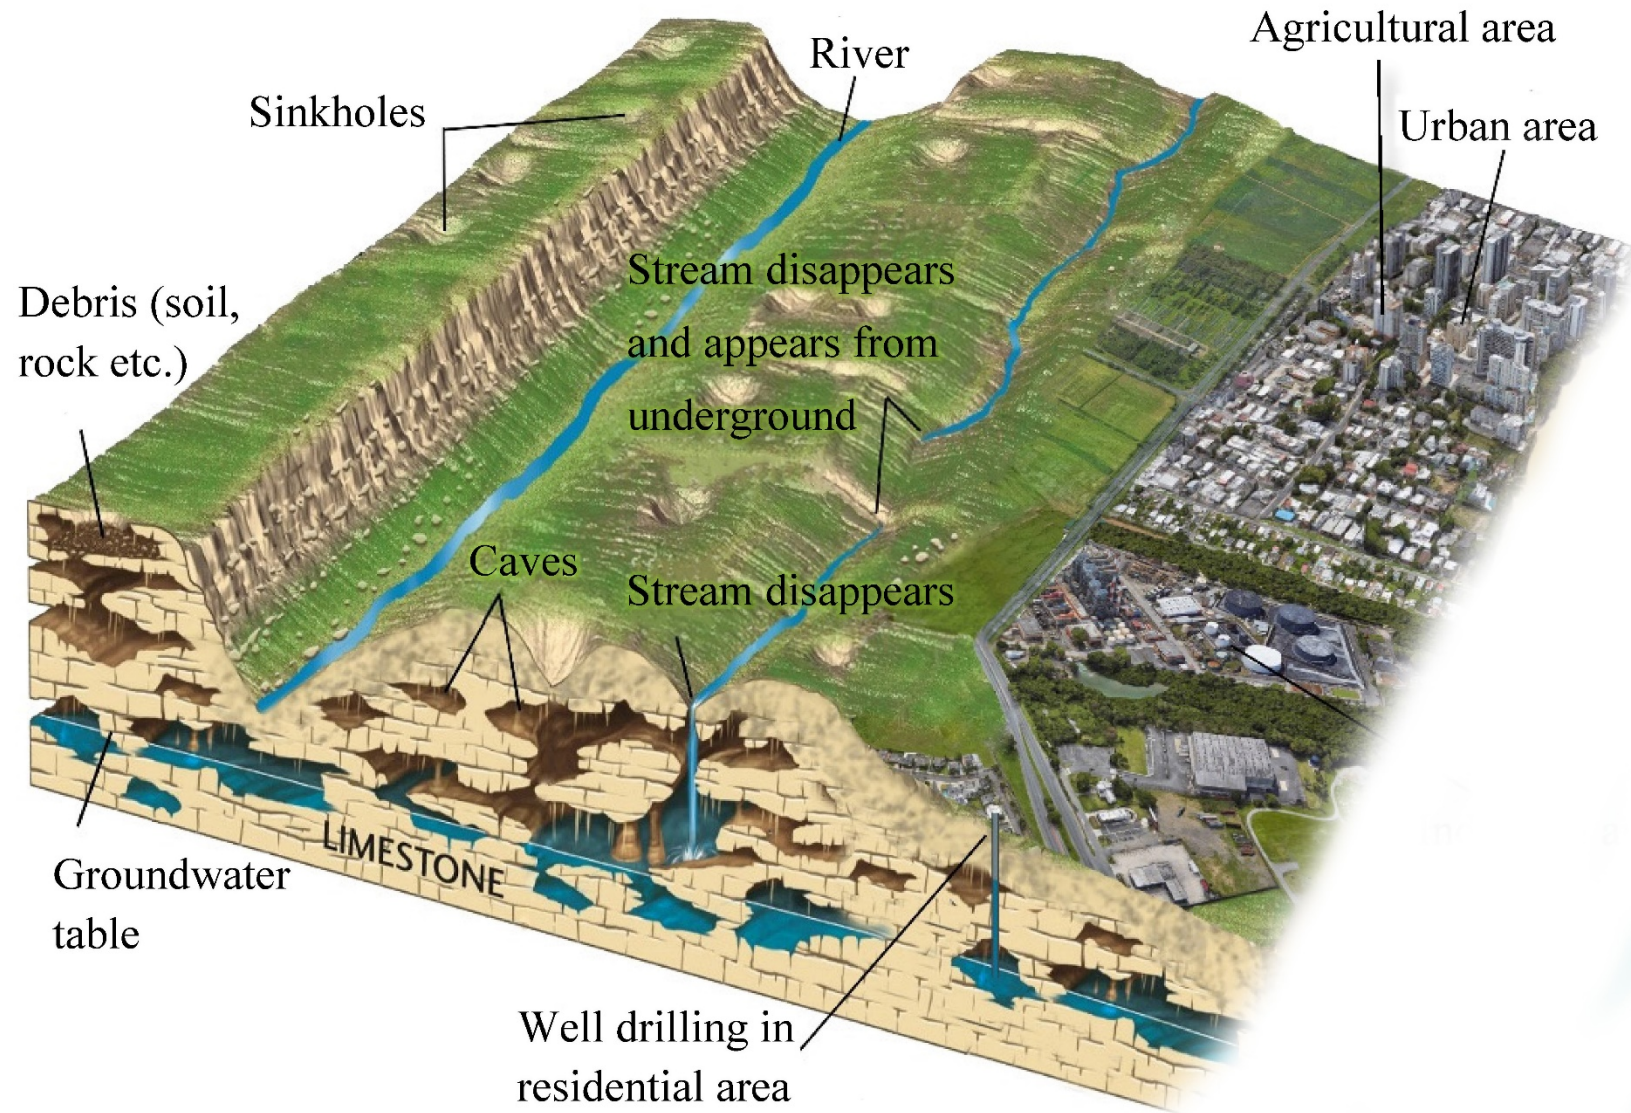 Agricultural area
River
Urban area
Sinkholes
Stream disappears
and appears from
underground
Debris (soil,
rock etc.)
Caves
Stream disappears
LIMESTONE
Groundwater
table
Well drilling in
residential area